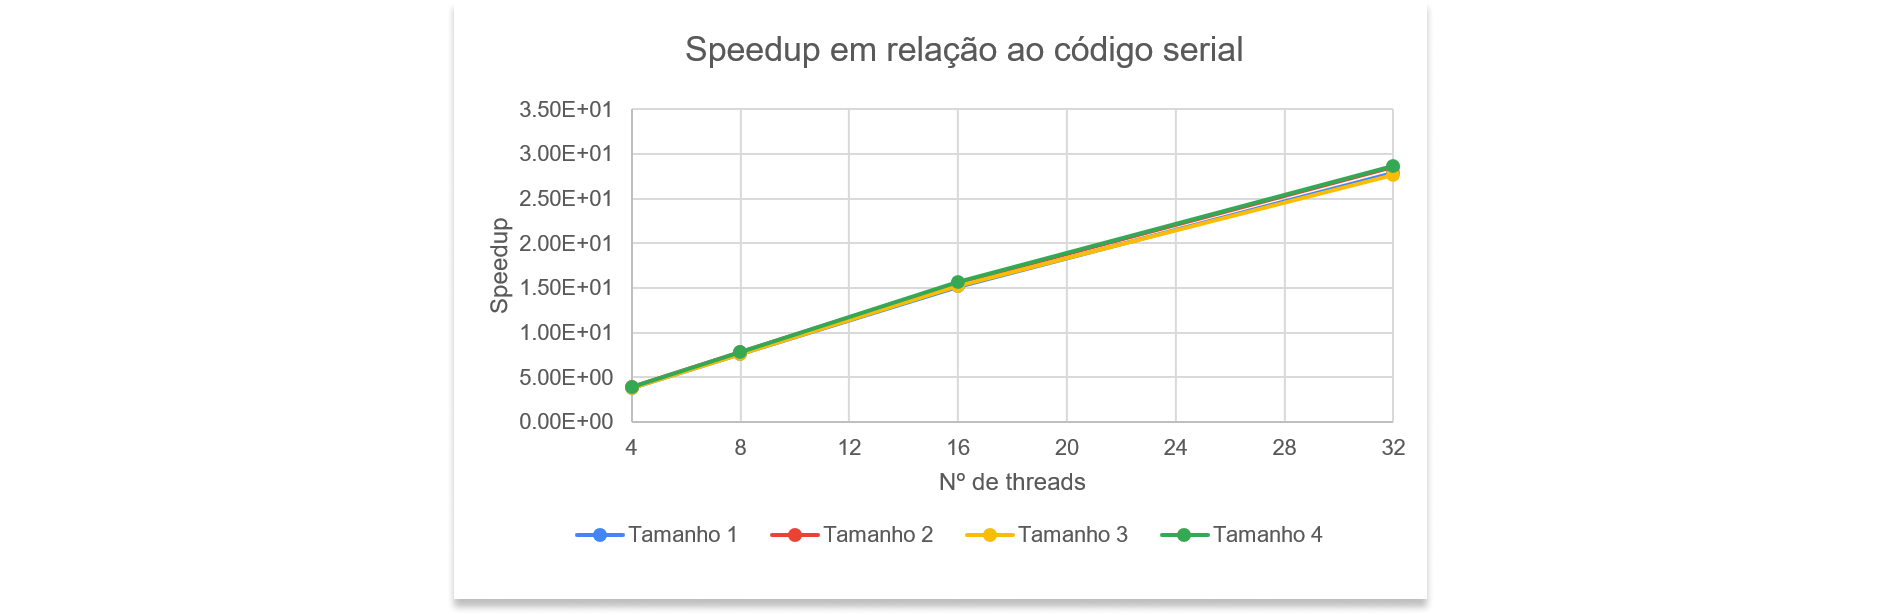 Speedup em relação ao código serial
3.50E+01
3.00E+01
2.50E+01
2.00E+01
1.50E+01
1.00E+01
5.00E+00
0.00E+00
Speedup
4 8 12 16 20 24 28 32
Nº de threads
Tamanho 1 Tamanho 2 Tamanho 3 Tamanho 4